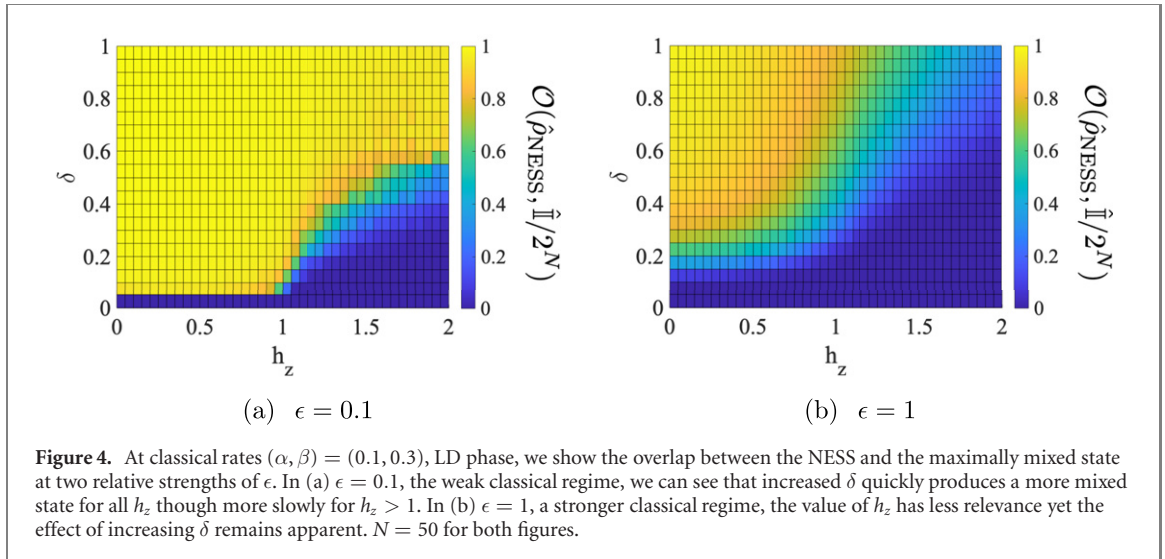 1
0.8
0.6
0.4
0.2
0
δ
0 0.5 1 1.5 2
h_z
1
0.8
0.6
0.4
0.2
0
𝒪(ρ̂_NESS, 𝕀̂/2^N)
(a) ϵ = 0.1
1
0.8
0.6
0.4
0.2
0
δ
0 0.5 1 1.5 2
h_z
1
0.8
0.6
0.4
0.2
0
𝒪(ρ̂_NESS, 𝕀̂/2^N)
(b) ϵ = 1
Figure 4. At classical rates (α, β) = (0.1, 0.3), LD phase, we show the overlap between the NESS and the maximally mixed state
at two relative strengths of ϵ. In (a) ϵ = 0.1, the weak classical regime, we can see that increased δ quickly produces a more mixed
state for all h_z though more slowly for h_z > 1. In (b) ϵ = 1, a stronger classical regime, the value of h_z has less relevance yet the
effect of increasing δ remains apparent. N = 50 for both figures.